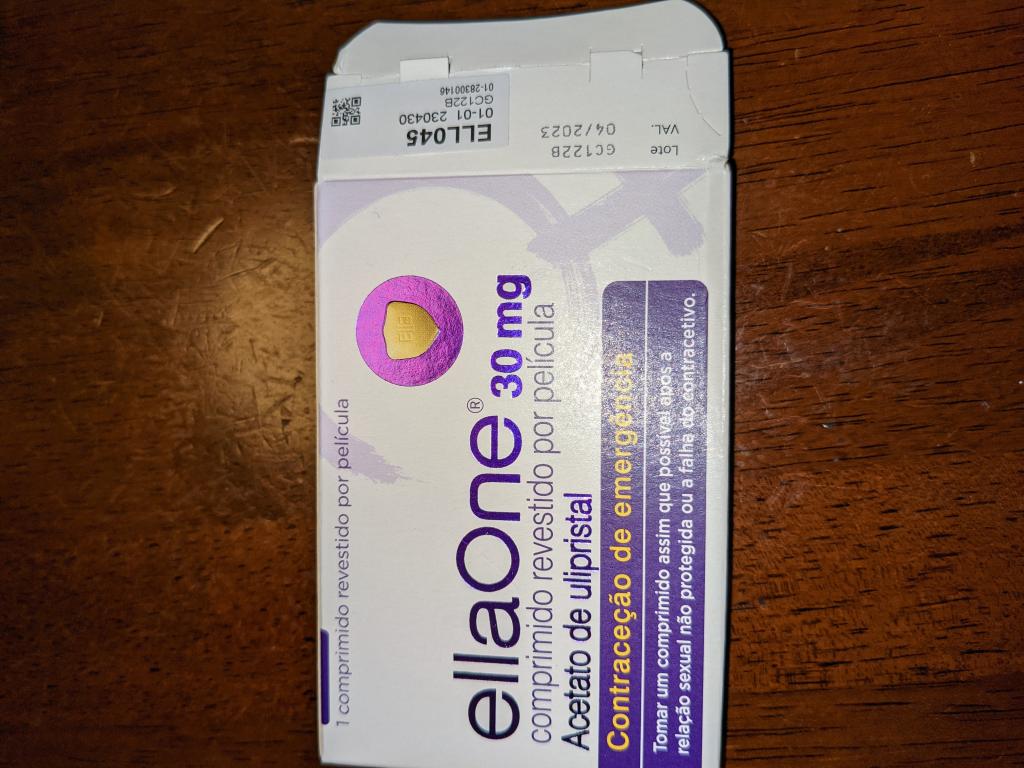 1 comprimido revestido por película
ella
ellaOne® 30 mg
comprimido revestido por película
Acetato de ulipristal
Contraceção de emergência
Tomar um comprimido assim que possível após a
relação sexual não protegida ou a falha do contracetivo.
ELL045
01-01 230430
GC122B
01-28300146
Lote GC122B
VAL. 04/2023